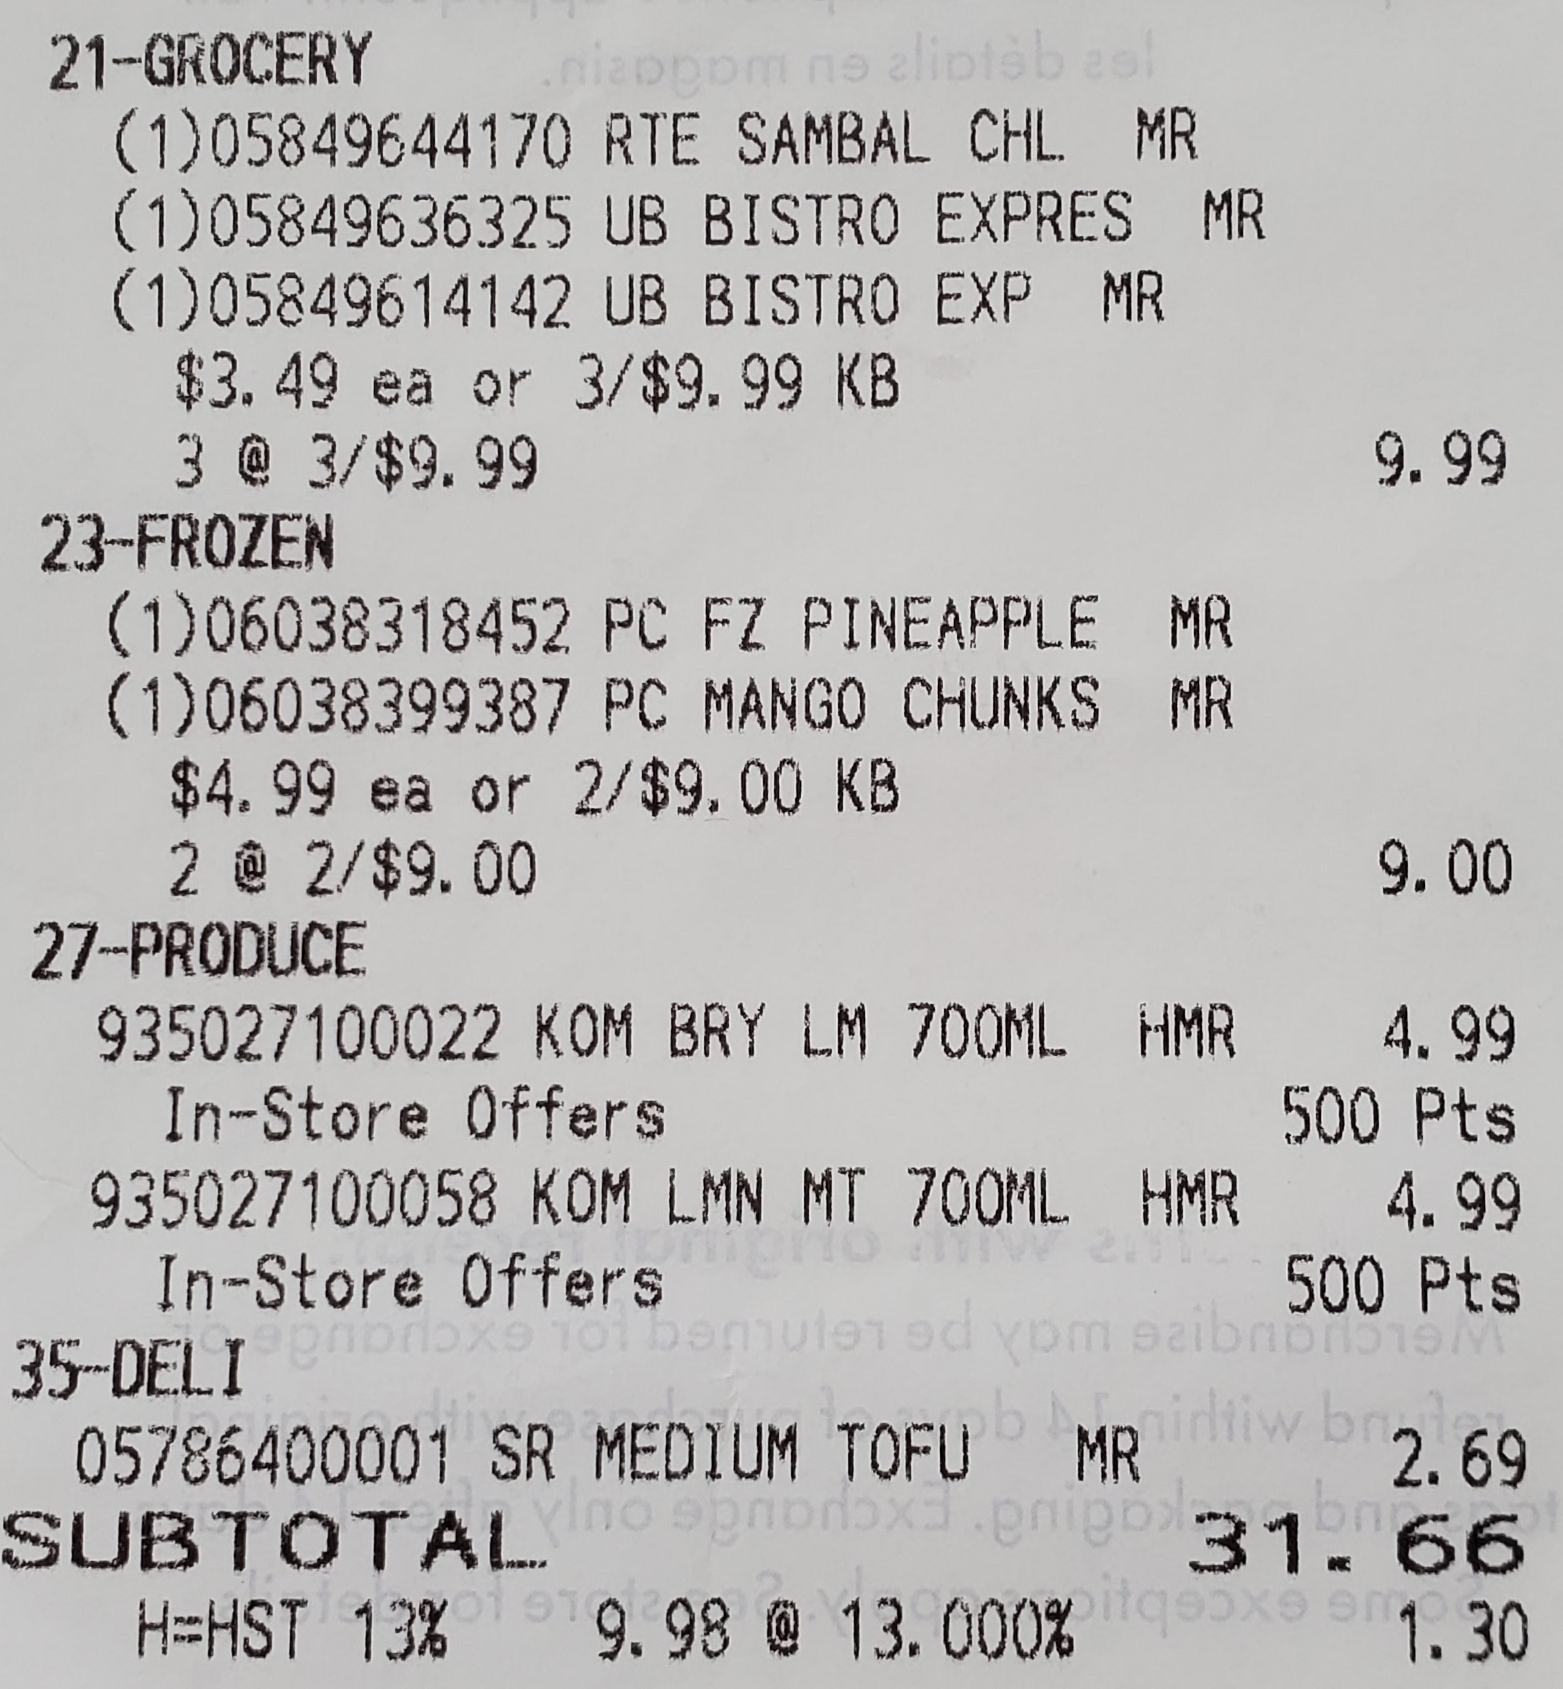 21-GROCERY
(1)05849644170 RTE SAMBAL CHL MR
(1)05849636325 UB BISTRO EXPRES MR
(1)05849614142 UB BISTRO EXP MR
$3.49 ea or 3/$9.99 KB
3 @ 3/$9.99 9.99
23-FROZEN
(1)06038318452 PC FZ PINEAPPLE MR
(1)06038399387 PC MANGO CHUNKS MR
$4.99 ea or 2/$9.00 KB
2 @ 2/$9.00 9.00
27-PRODUCE
935027100022 KOM BRY LM 700ML HMR 4.99
In-Store Offers 500 Pts
935027100058 KOM LMN MT 700ML HMR 4.99
In-Store Offers 500 Pts
35-DELI
05786400001 SR MEDIUM TOFU MR 2.69
SUBTOTAL 31.66
H=HST 13% 9.98 @ 13.000% 1.30